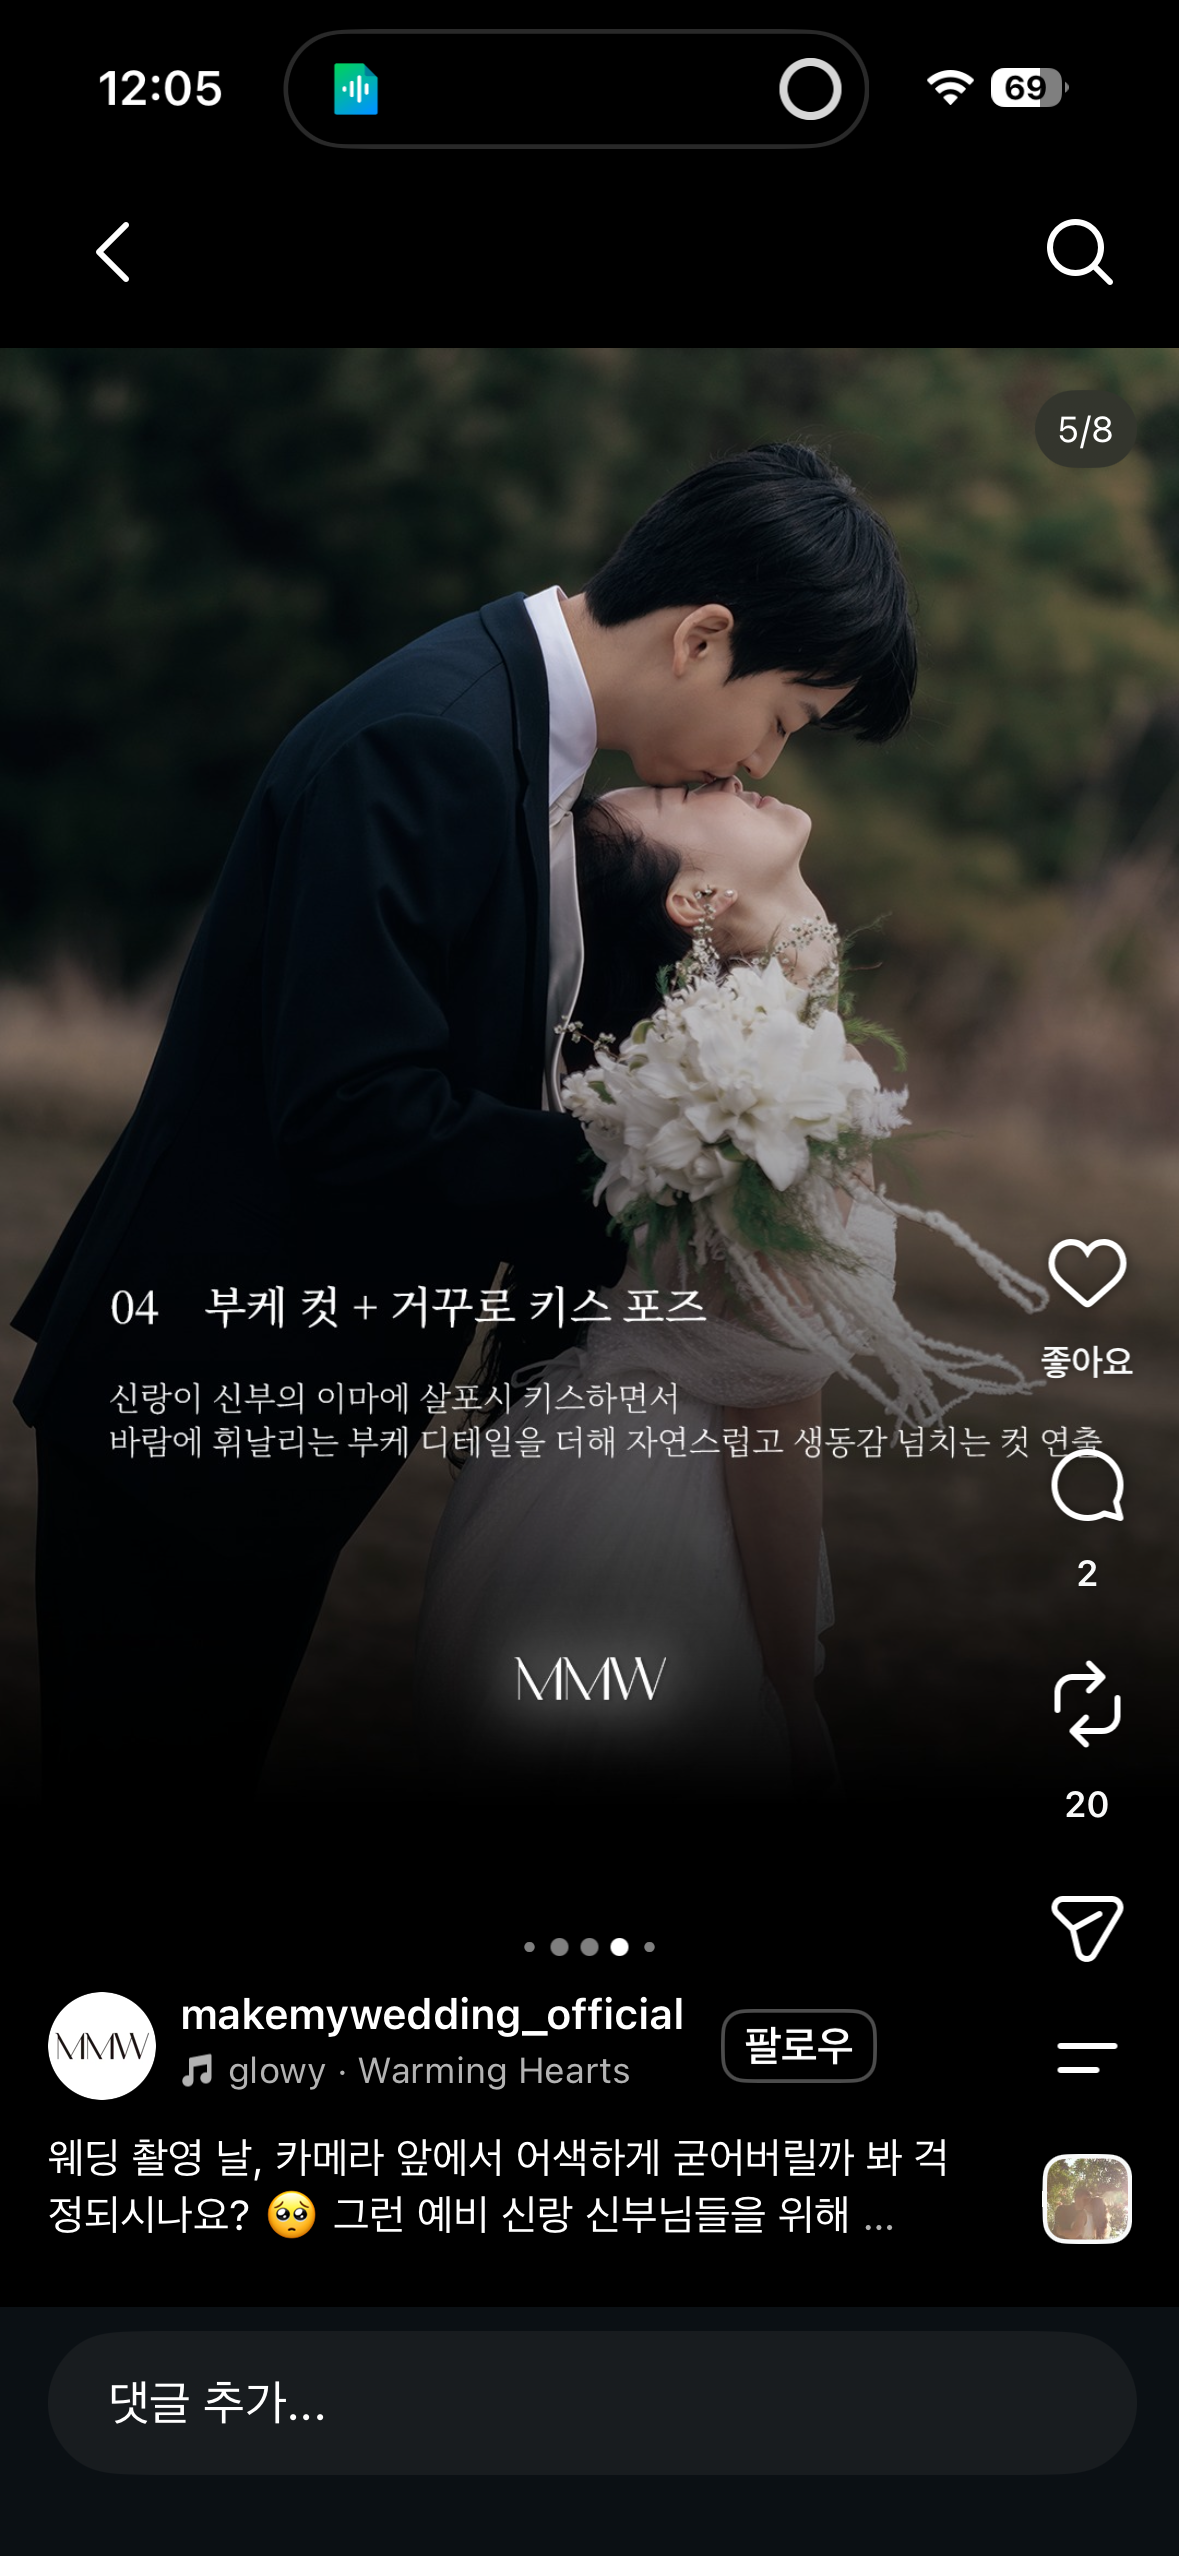 12:05
69
5/8
04 부케 컷 + 거꾸로 키스 포즈
신랑이 신부의 이마에 살포시 키스하면서
바람에 휘날리는 부케 디테일을 더해 자연스럽고 생동감 넘치는 컷 연출
좋아요
2
MMW
20
MMW
makemywedding_official
팔로우
glowy · Warming Hearts
웨딩 촬영 날, 카메라 앞에서 어색하게 굳어버릴까 봐 걱
정되시나요? 🥺 그런 예비 신랑 신부님들을 위해 ...
댓글 추가...